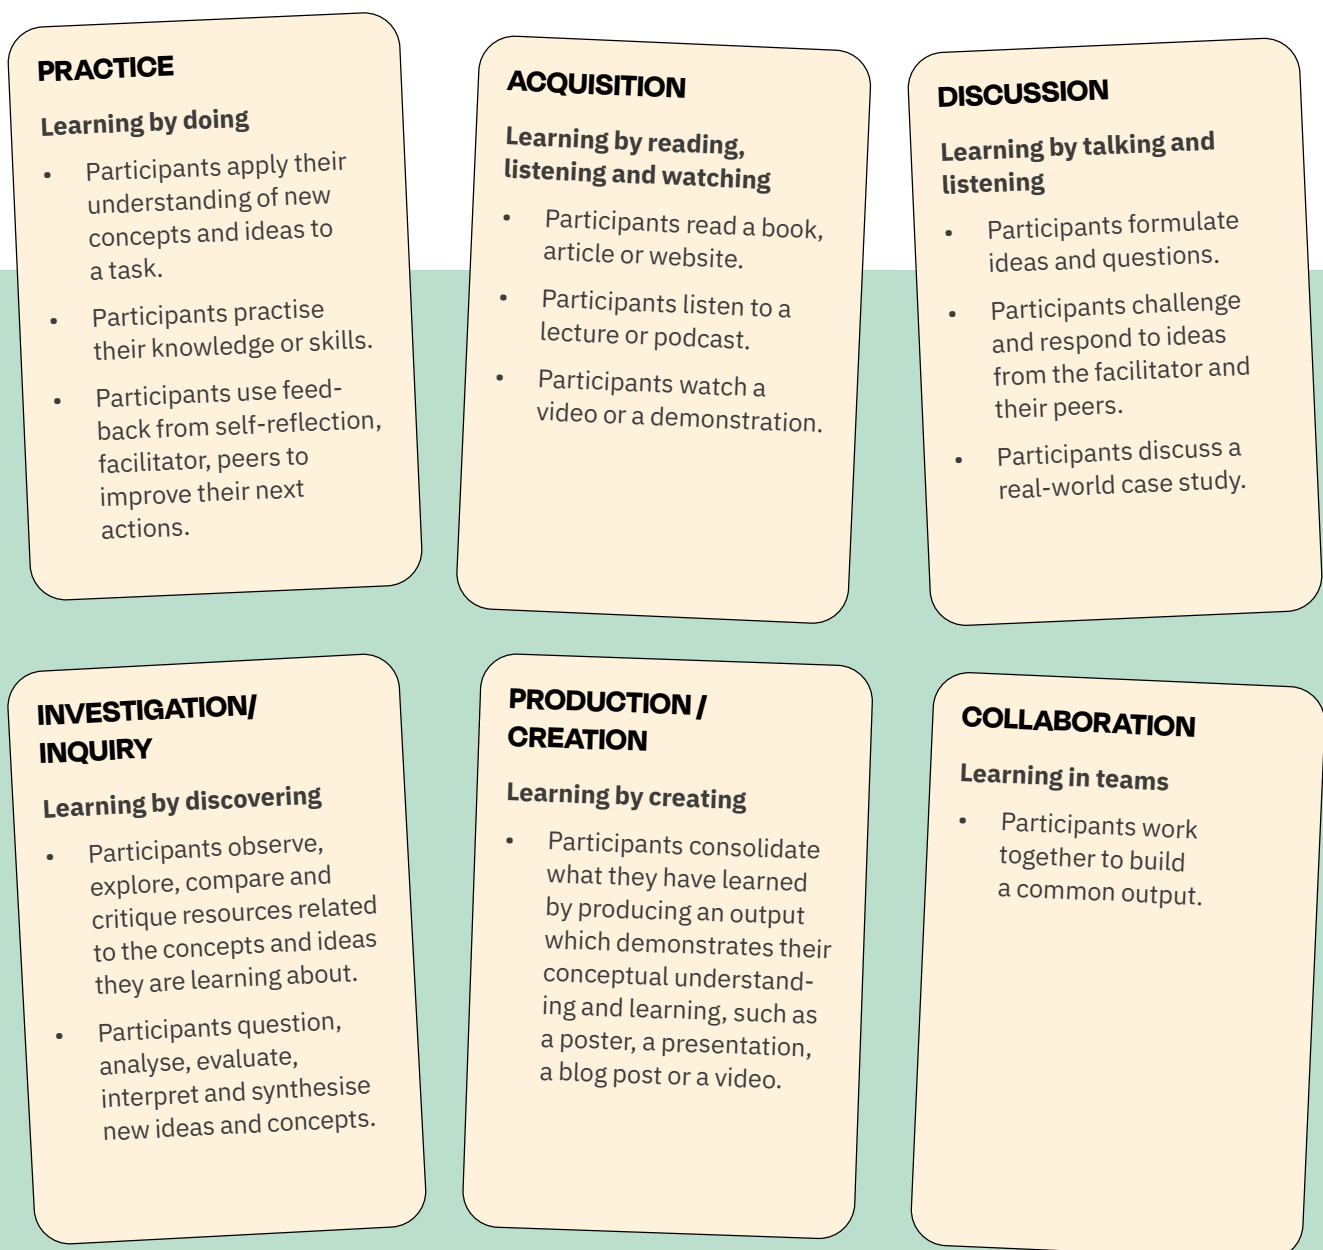 PRACTICE
Learning by doing
• Participants apply their
understanding of new
concepts and ideas to
a task.
• Participants practise
their knowledge or skills.
• Participants use feed-
back from self-reflection,
facilitator, peers to
improve their next
actions.
ACQUISITION
Learning by reading,
listening and watching
• Participants read a book,
article or website.
• Participants listen to a
lecture or podcast.
• Participants watch a
video or a demonstration.
DISCUSSION
Learning by talking and
listening
• Participants formulate
ideas and questions.
• Participants challenge
and respond to ideas
from the facilitator and
their peers.
• Participants discuss a
real-world case study.
INVESTIGATION/
INQUIRY
Learning by discovering
• Participants observe,
explore, compare and
critique resources related
to the concepts and ideas
they are learning about.
• Participants question,
analyse, evaluate,
interpret and synthesise
new ideas and concepts.
PRODUCTION /
CREATION
Learning by creating
• Participants consolidate
what they have learned
by producing an output
which demonstrates their
conceptual understand-
ing and learning, such as
a poster, a presentation,
a blog post or a video.
COLLABORATION
Learning in teams
• Participants work
together to build
a common output.